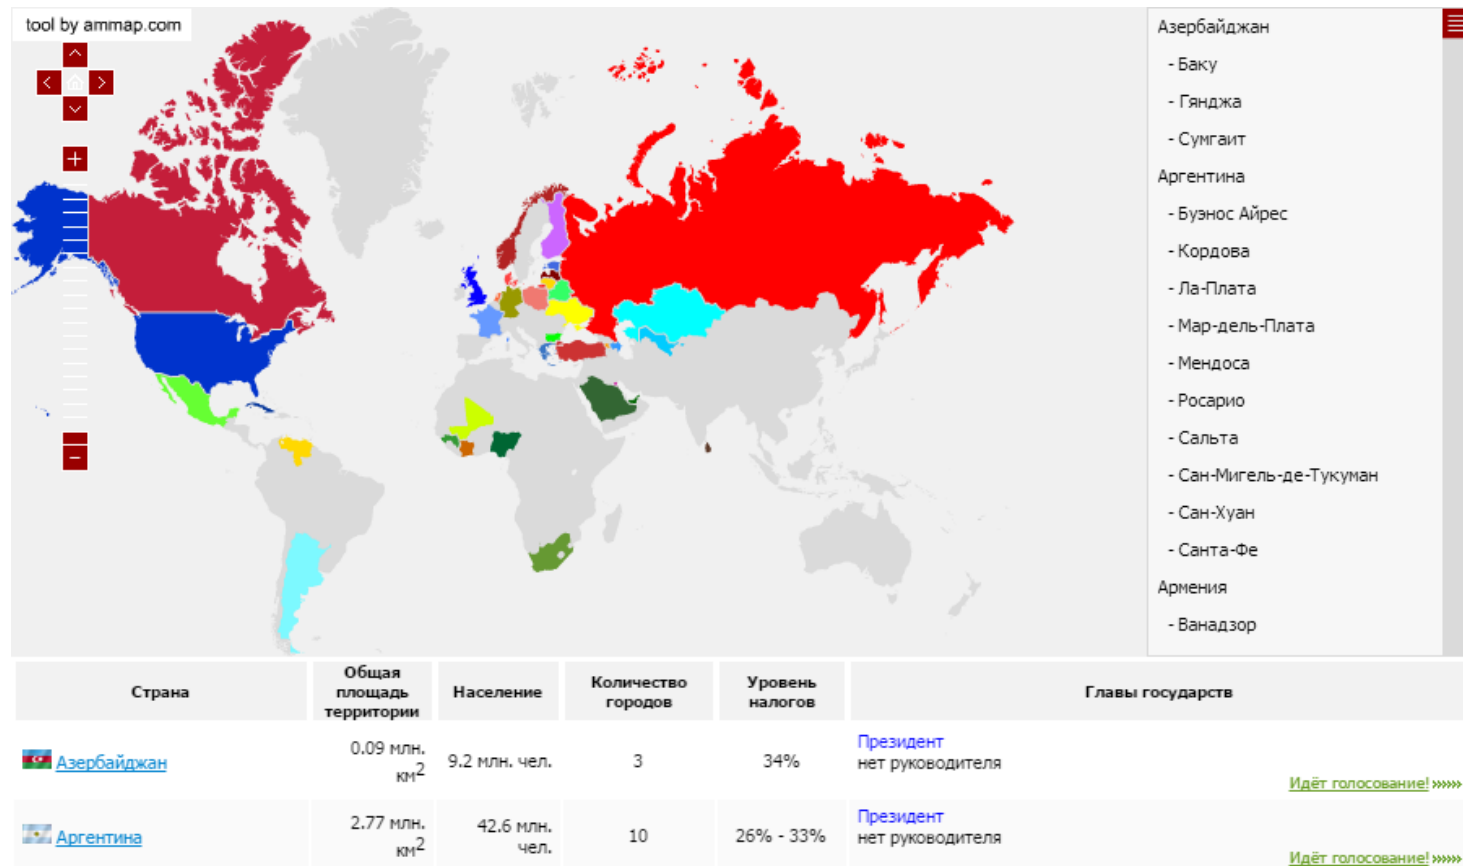 tool by ammap.com
Азербайджан
- Баку
- Гянджа
- Сумгаит
Аргентина
- Буэнос Айрес
- Кордова
- Ла-Плата
- Мар-дель-Плата
- Мендоса
- Росарио
- Сальта
- Сан-Мигель-де-Тукуман
- Сан-Хуан
- Санта-Фе
Армения
- Ванадзор
Страна
Общая
площадь
территории
Население
Количество
городов
Уровень
налогов
Главы государств
Азербайджан
0.09 млн.
км2
9.2 млн. чел.
3
34%
Президент
нет руководителя
Идёт голосование! »»»
Аргентина
2.77 млн.
км2
42.6 млн.
чел.
10
26% - 33%
Президент
нет руководителя
Идёт голосование! »»»